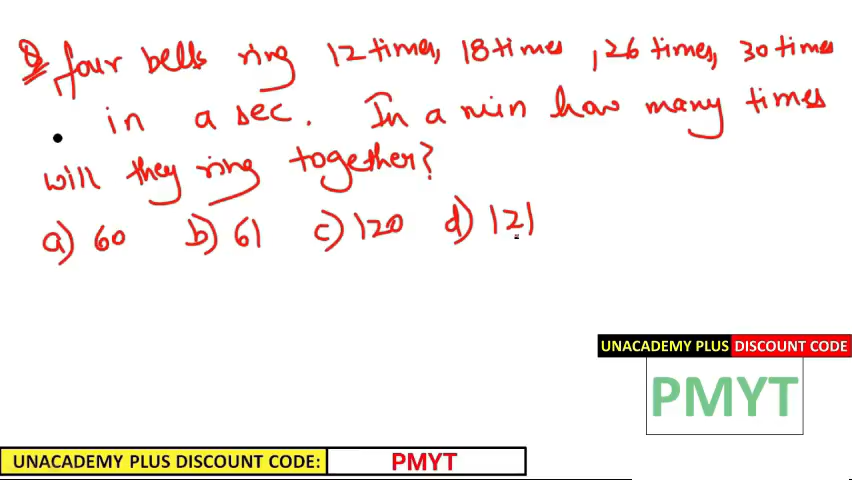 Q four bells ring 12 times, 18 times, 26 times, 30 times
in a sec. In a min how many times
will they ring together?
a) 60 b) 61 c) 120 d) 121
UNACADEMY PLUS DISCOUNT CODE
PMYT
UNACADEMY PLUS DISCOUNT CODE: PMYT